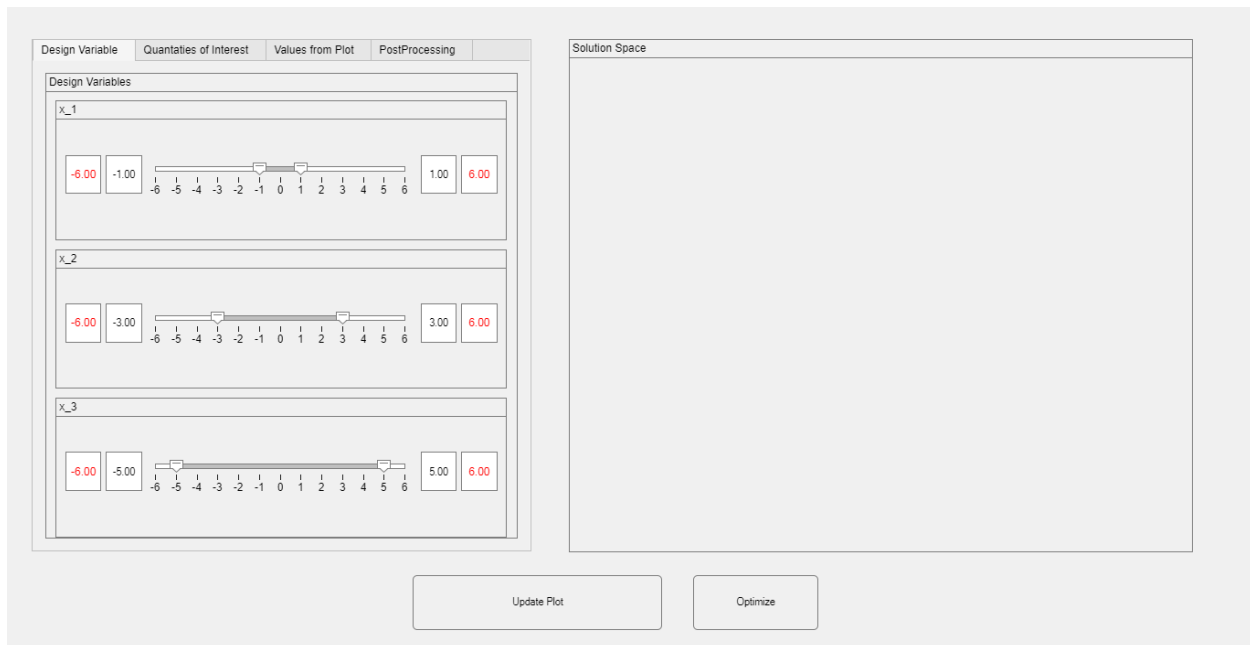 Design Variable Quantaties of Interest Values from Plot PostProcessing
Design Variables
x_1
-6.00 -1.00 1.00 6.00
-6 -5 -4 -3 -2 -1 0 1 2 3 4 5 6
x_2
-6.00 -3.00 3.00 6.00
-6 -5 -4 -3 -2 -1 0 1 2 3 4 5 6
x_3
-6.00 -5.00 5.00 6.00
-6 -5 -4 -3 -2 -1 0 1 2 3 4 5 6
Solution Space
Update Plot Optimize